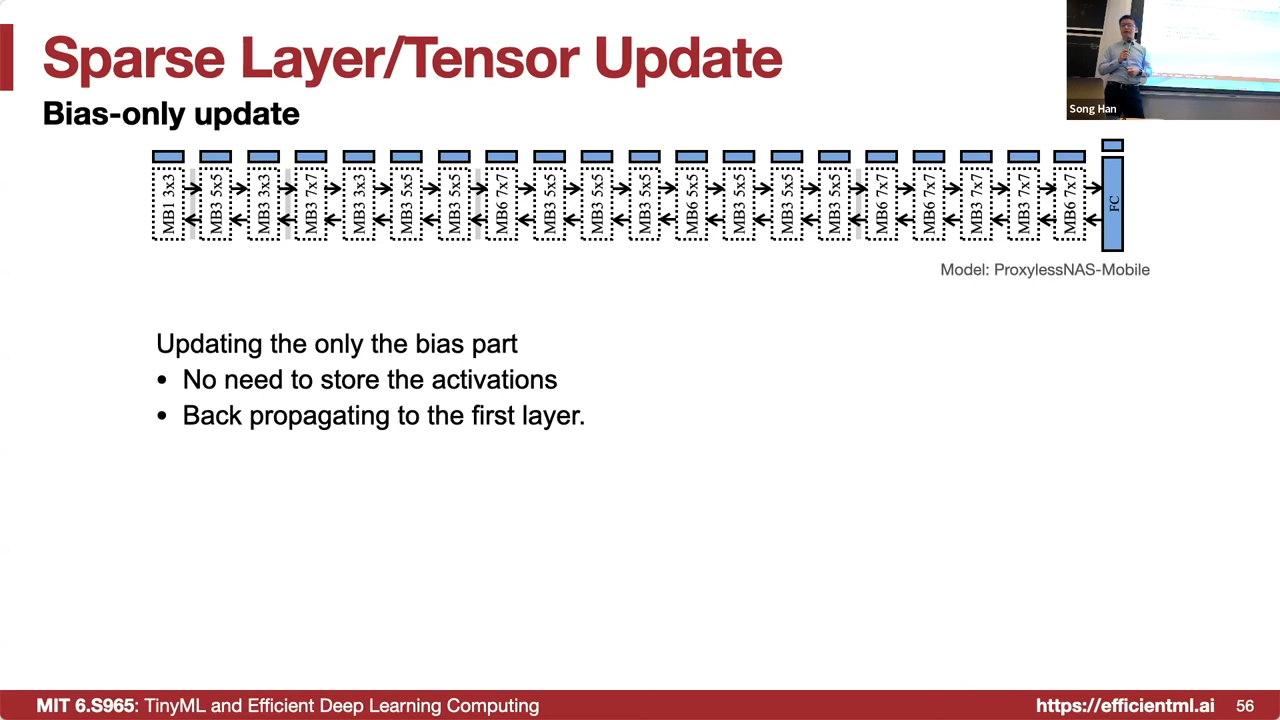 Sparse Layer/Tensor Update
Bias-only update
Song Han
MB1 3x3
MB3 5x5
MB3 3x3
MB3 7x7
MB3 3x3
MB3 5x5
MB3 5x5
MB6 7x7
MB3 5x5
MB3 5x5
MB3 5x5
MB6 5x5
MB3 5x5
MB3 5x5
MB3 5x5
MB6 7x7
MB6 7x7
MB3 7x7
MB3 7x7
MB6 7x7
FC
Model: ProxylessNAS-Mobile
Updating the only the bias part
• No need to store the activations
• Back propagating to the first layer.
MIT 6.S965: TinyML and Efficient Deep Learning Computing
https://efficientml.ai
56